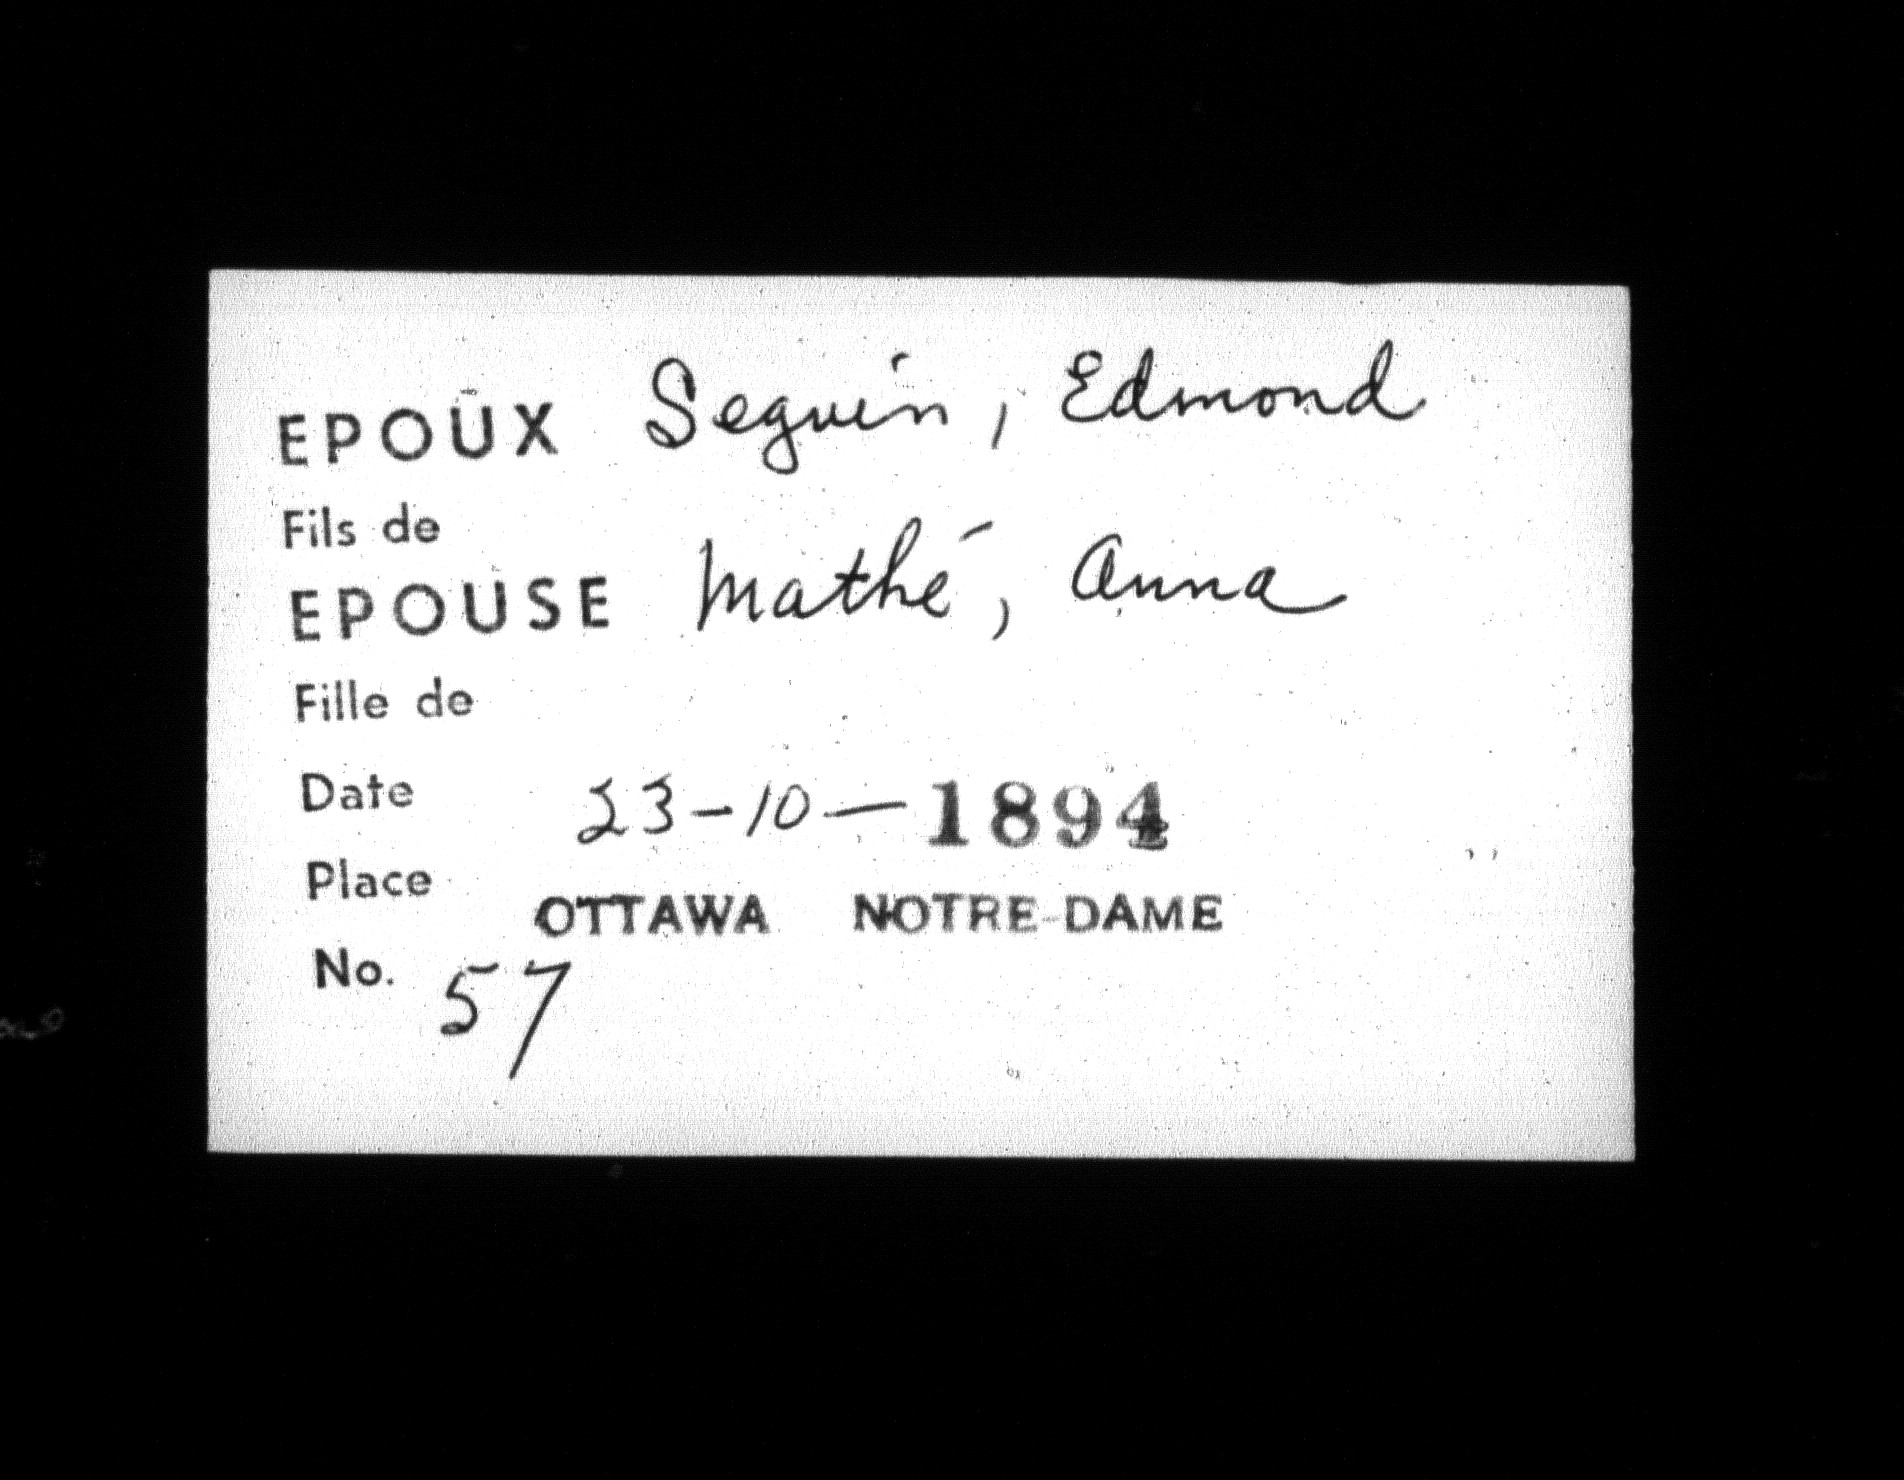 EPOUX Seguin, Edmond
Fils de
EPOUSE Mathé, Anna
Fille de
Date 23-10-1894
Place OTTAWA NOTRE-DAME
No. 57